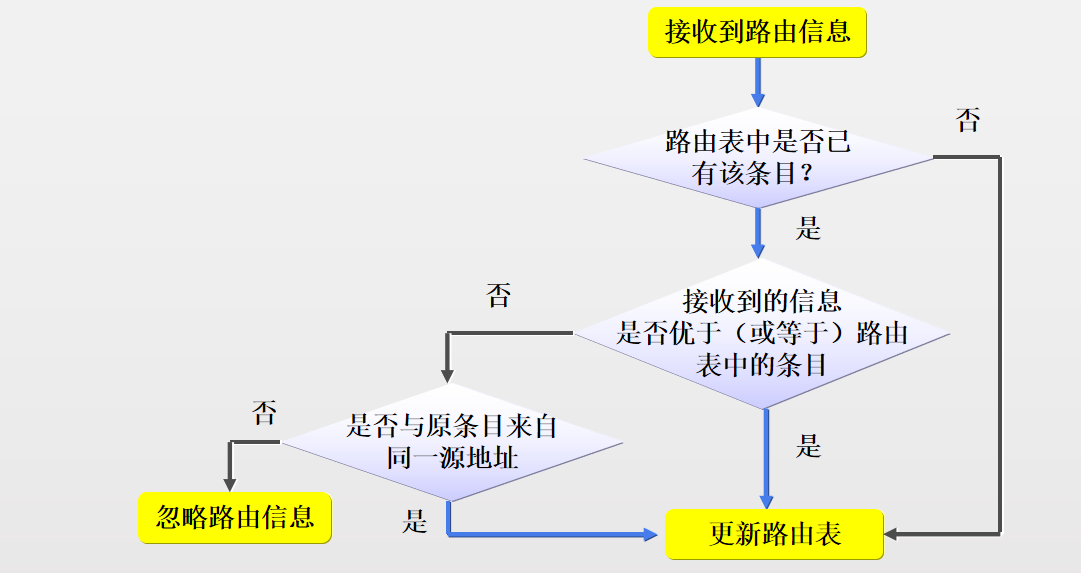 接收到路由信息
否
路由表中是否已
有该条目？
是
否
接收到的信息
是否优于（或等于）路由
表中的条目
否
是否与原条目来自
同一源地址
是
忽略路由信息
是
更新路由表